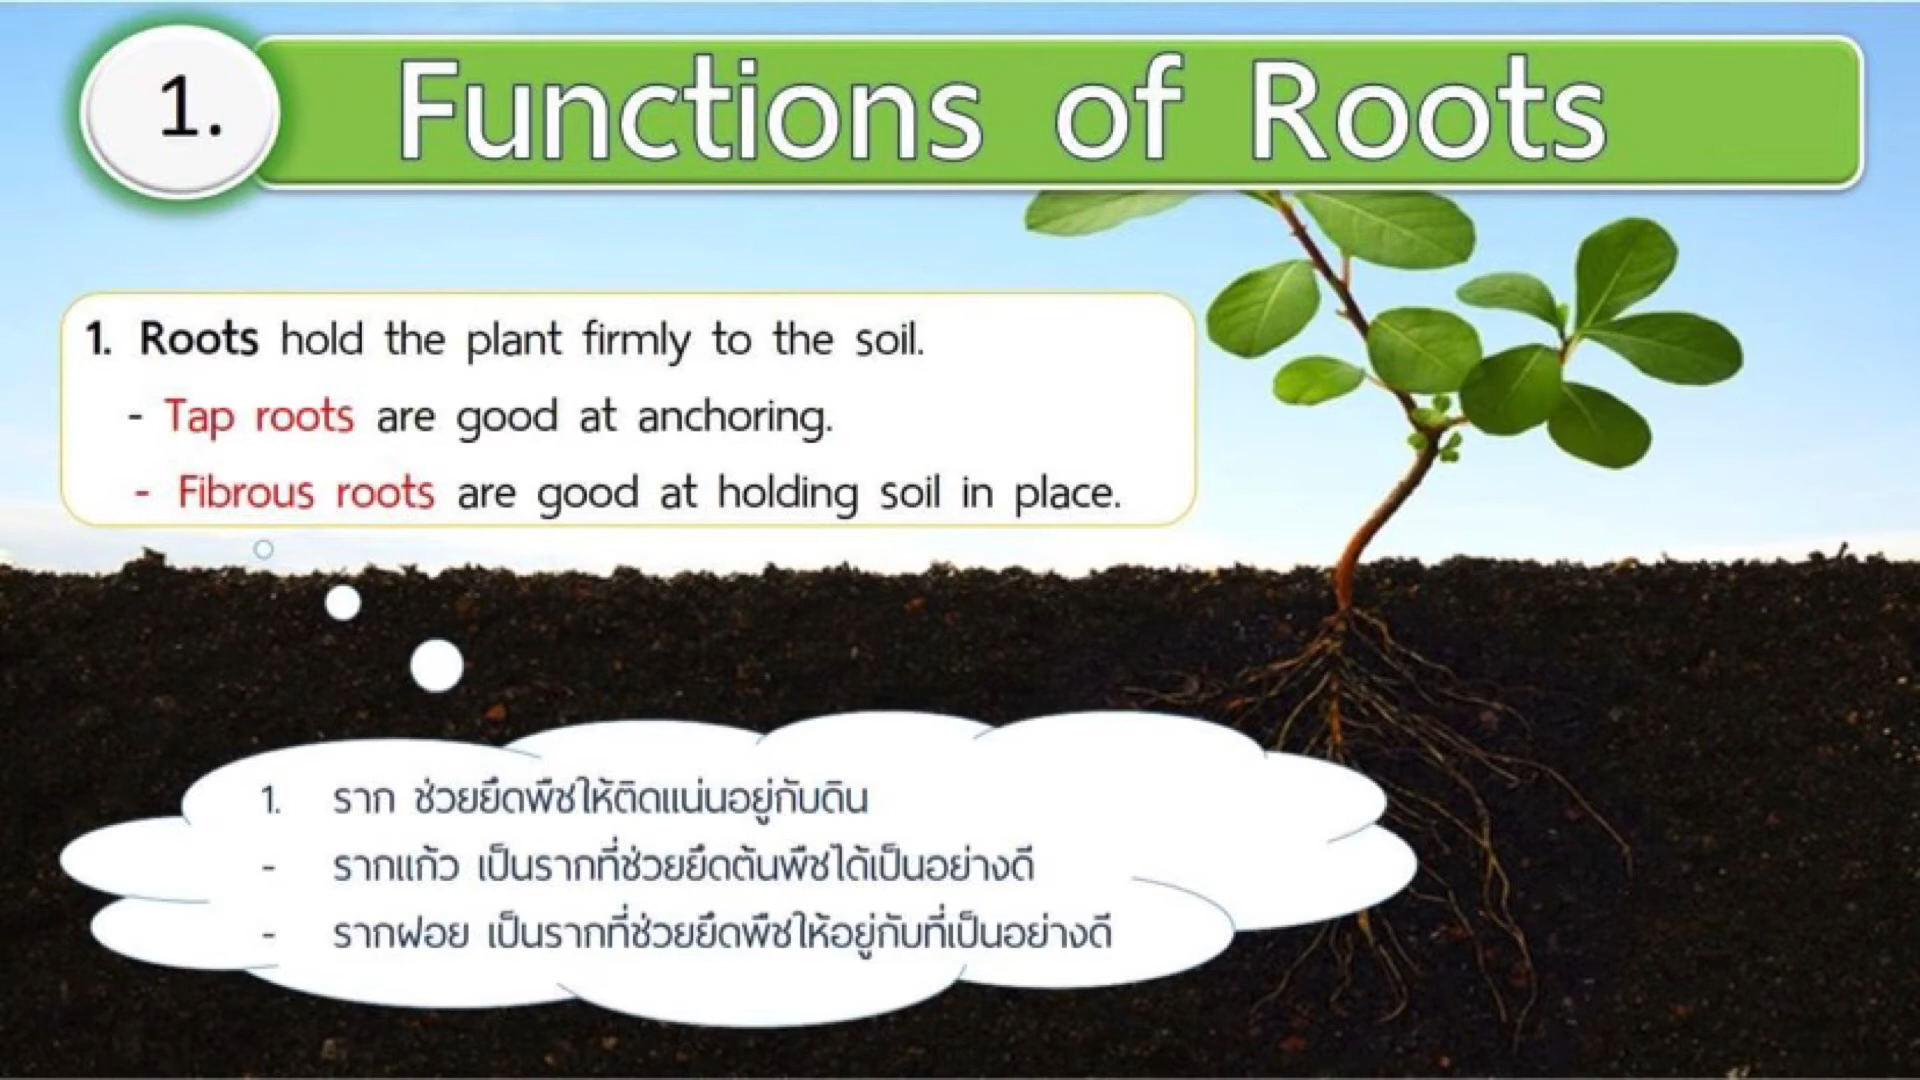 1.
Functions of Roots
1. Roots hold the plant firmly to the soil.
- Tap roots are good at anchoring.
- Fibrous roots are good at holding soil in place.
1. ราก ช่วยยึดพืชให้ติดแน่นอยู่กับดิน
- รากแก้ว เป็นรากที่ช่วยยึดต้นพืชได้เป็นอย่างดี
- รากฝอย เป็นรากที่ช่วยยึดพืชให้อยู่กับที่เป็นอย่างดี